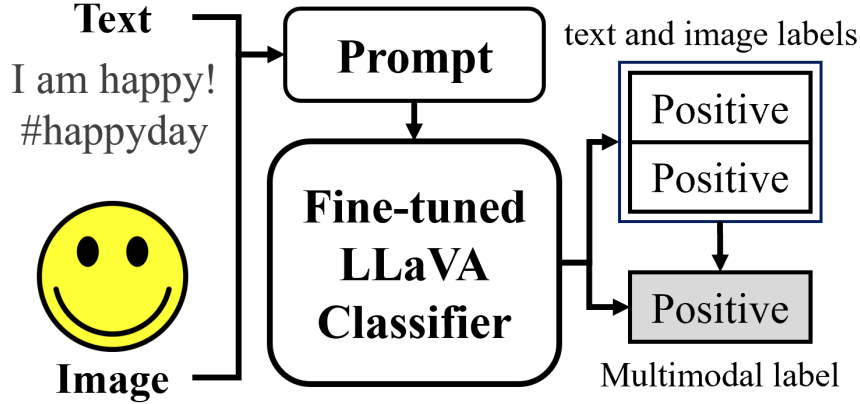 Text
I am happy!
#happyday
Image
Prompt
Fine-tuned
LLaVA
Classifier
text and image labels
Positive
Positive
Positive
Multimodal label